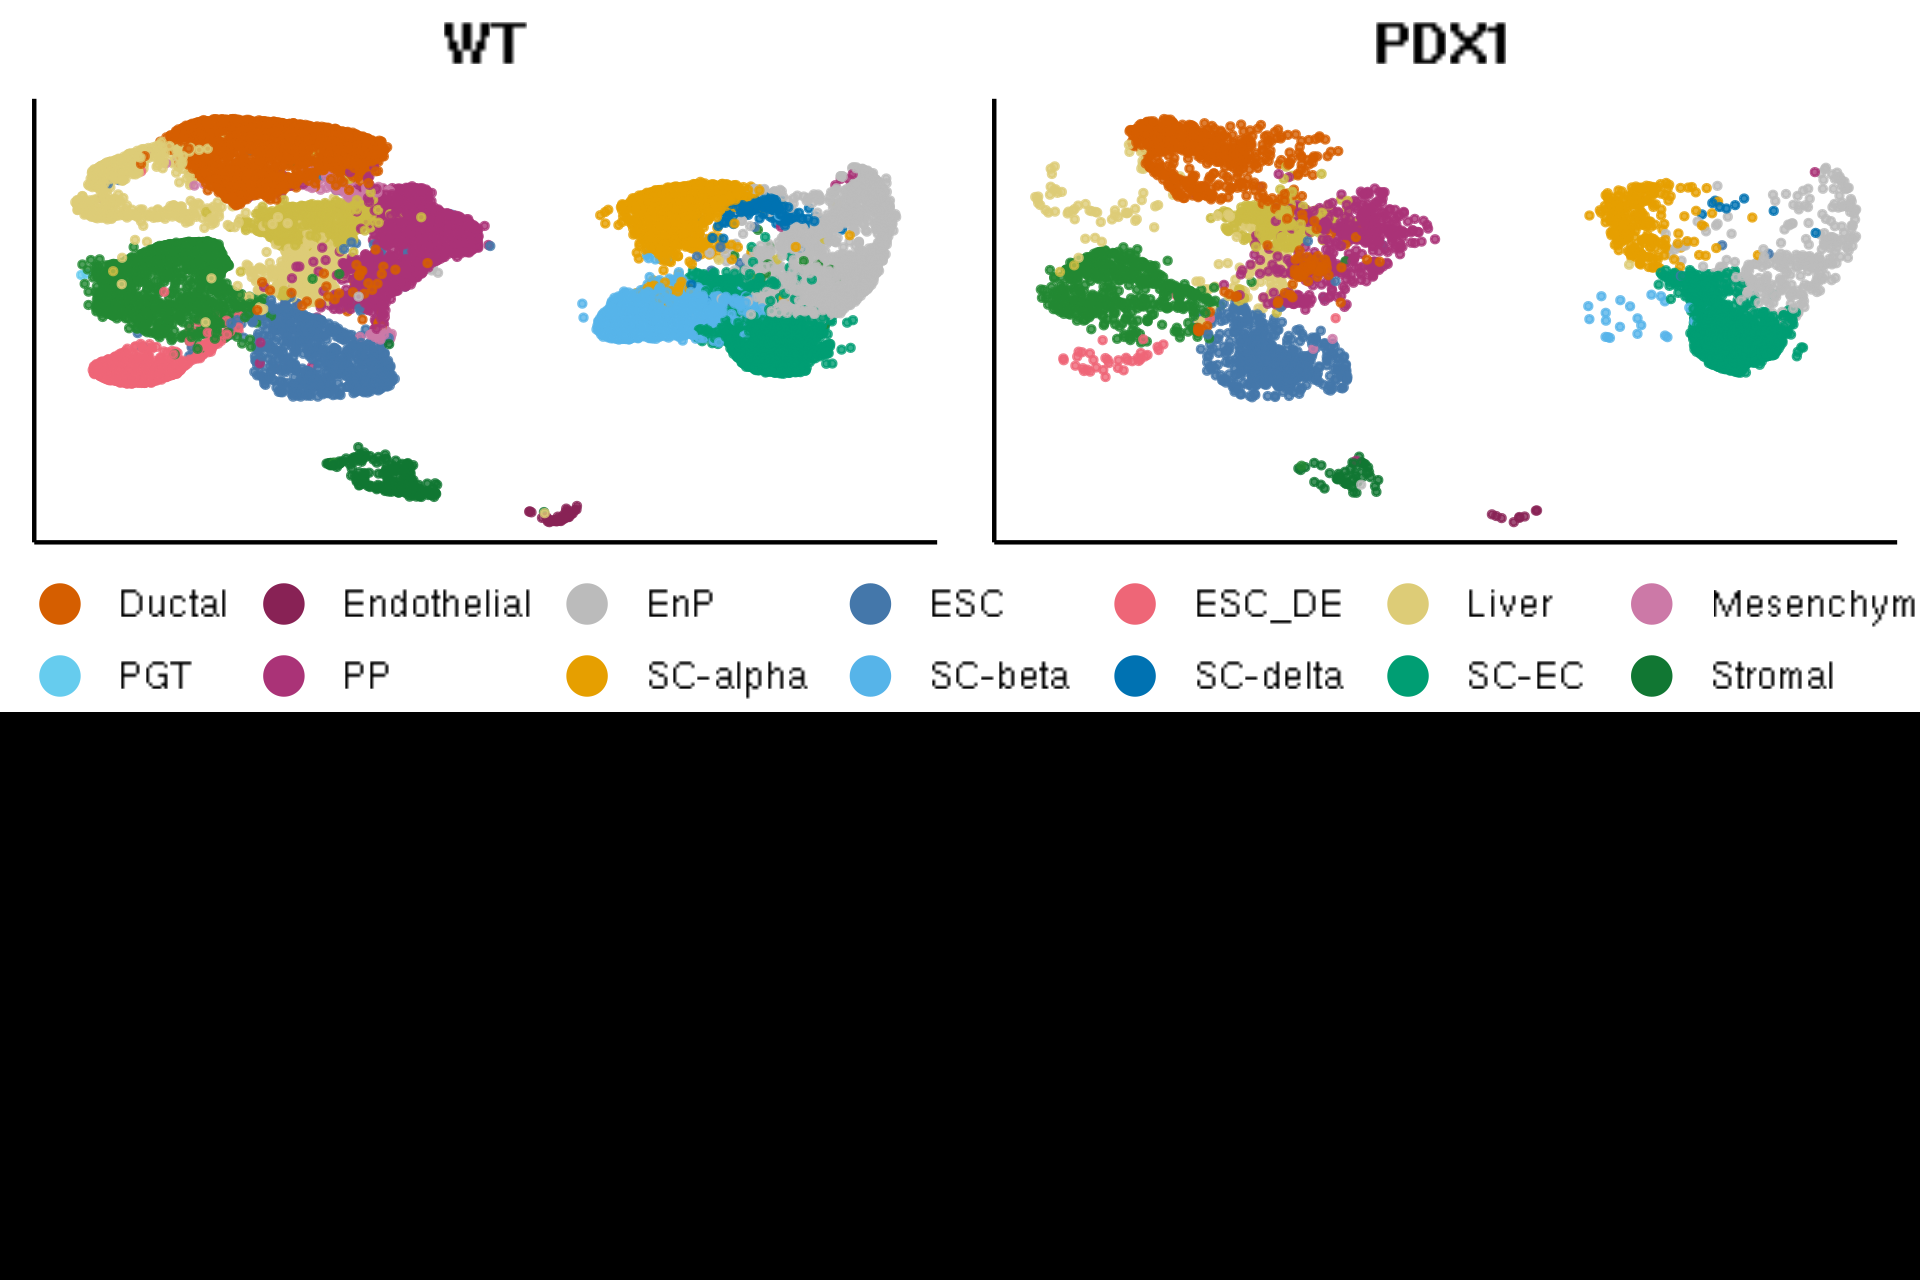 WT PDX1
Ductal Endothelial EnP ESC ESC_DE Liver Mesenchym
PGT PP SC-alpha SC-beta SC-delta SC-EC Stromal